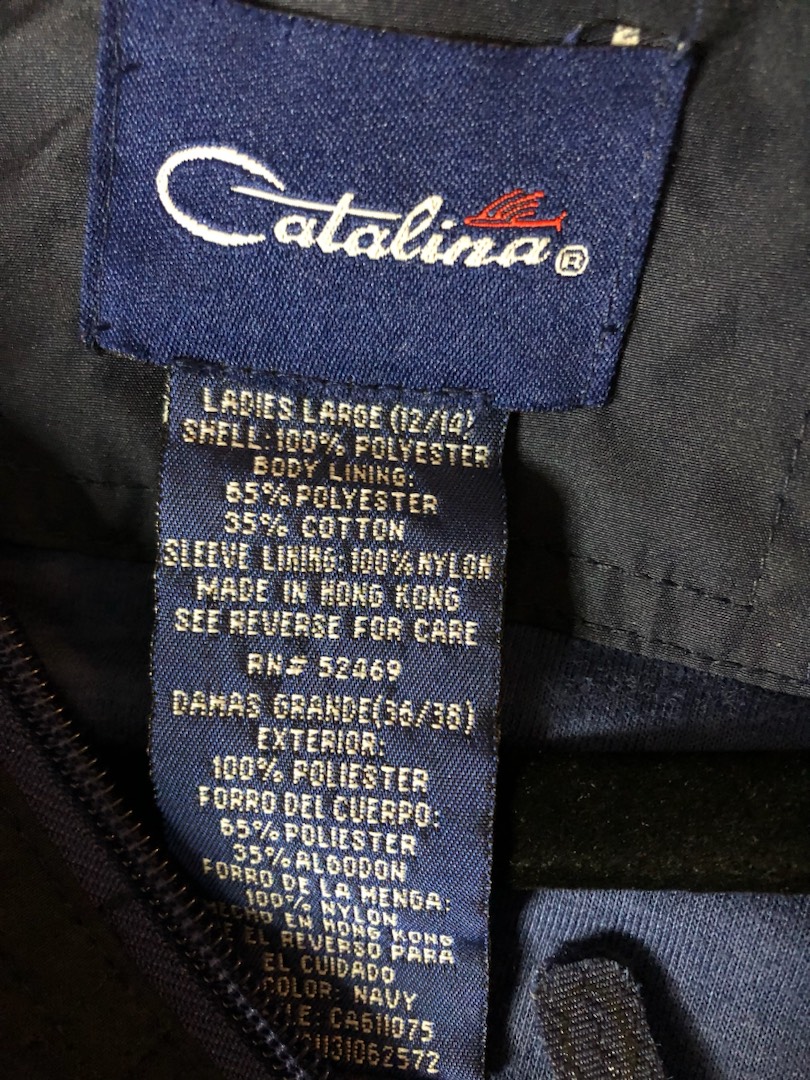 Catalina®
LADIES LARGE (12/14)
SHELL: 100% POLYESTER
BODY LINING:
65% POLYESTER
35% COTTON
SLEEVE LINING: 100% NYLON
MADE IN HONG KONG
SEE REVERSE FOR CARE
RN# 52469
DAMAS GRANDE(36/38)
EXTERIOR:
100% POLIESTER
FORRO DEL CUERPO:
65% POLIESTER
35% ALGODON
FORRO DE LA MENGA:
100% NYLON
HECHO EN HONG KONG
EL REVERSO PARA
EL CUIDADO
COLOR: NAVY
CA611075
31062572